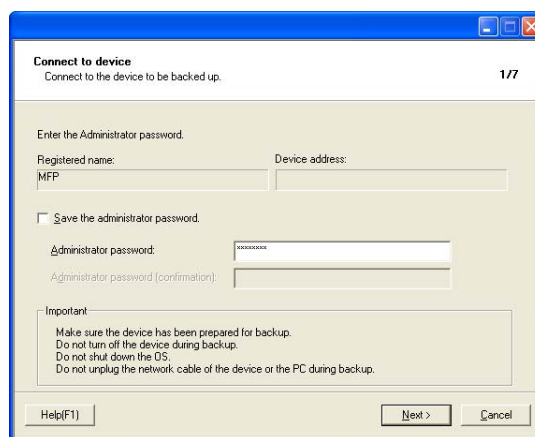 Connect to device
Connect to the device to be backed up.
1/7
Enter the Administrator password.
Registered name:
Device address:
MFP
Save the administrator password.
Administrator password:
xxxxxxxx
Administrator password (confirmation):
Important
Make sure the device has been prepared for backup.
Do not turn off the device during backup.
Do not shut down the OS.
Do not unplug the network cable of the device or the PC during backup.
Help(F1)
Next >
Cancel